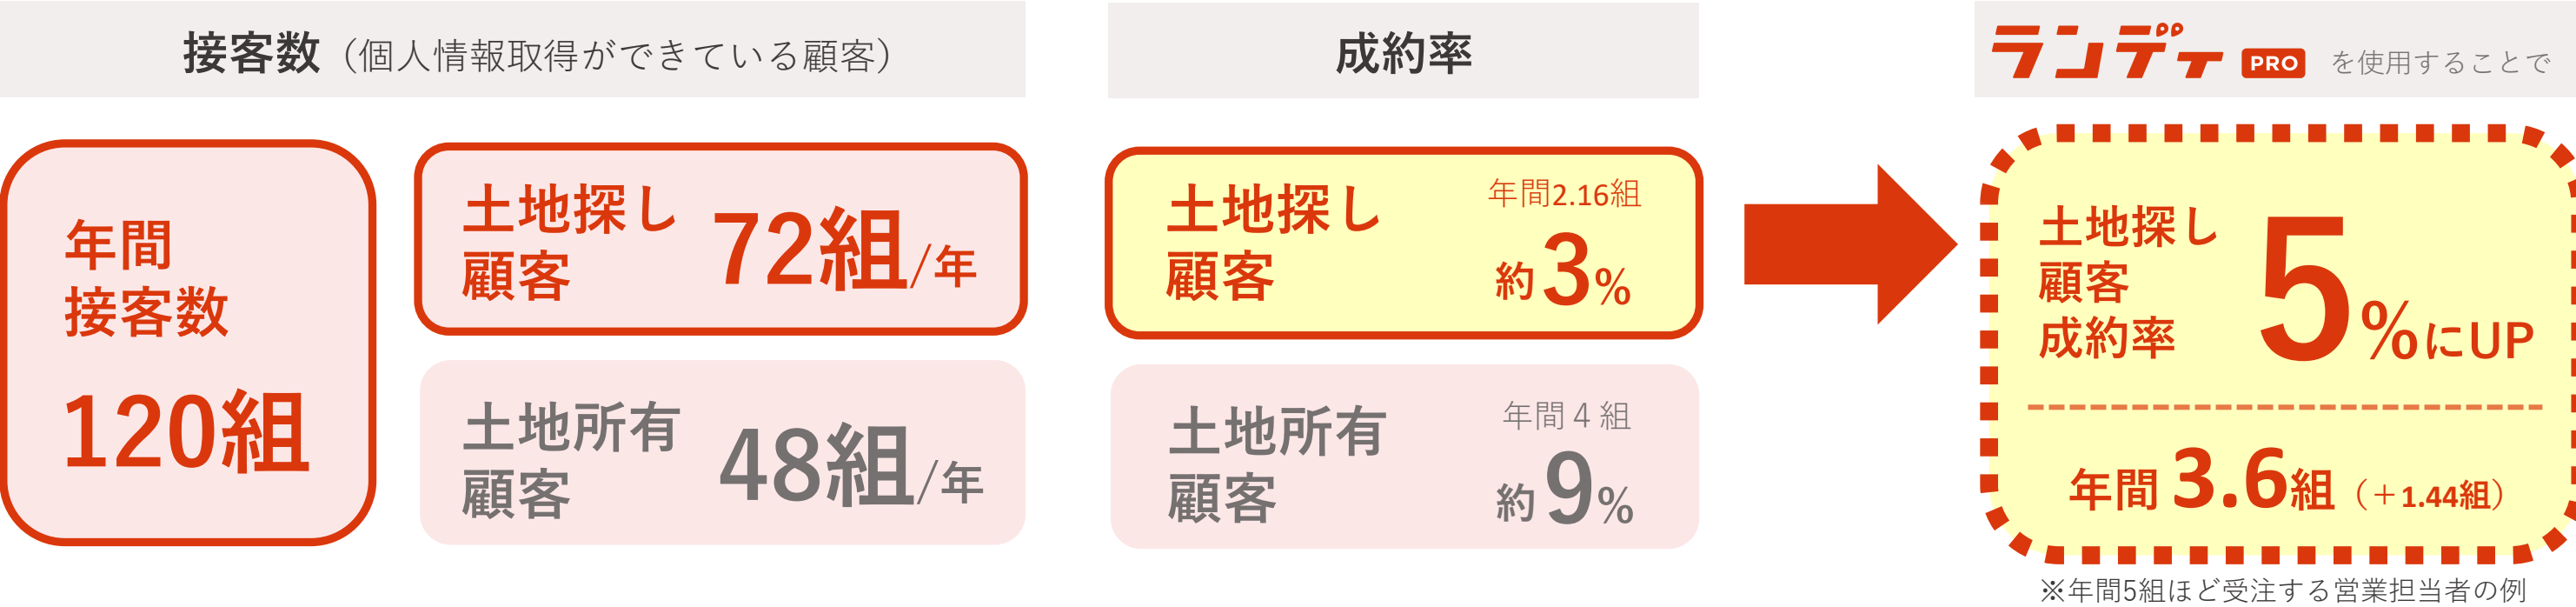 接客数（個人情報取得ができている顧客）
年間
接客数
120組
土地探し
顧客
72組/年
土地所有
顧客
48組/年
成約率
土地探し
顧客
年間2.16組
約3%
土地所有
顧客
年間４組
約9%
ランディ PRO を使用することで
土地探し
顧客
成約率
5%にUP
年間3.6組（＋1.44組）
※年間5組ほど受注する営業担当者の例